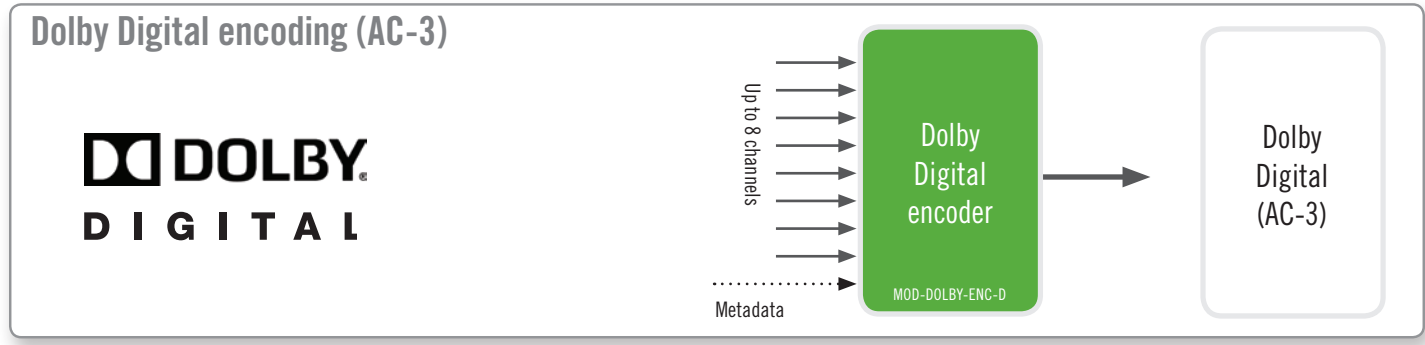 Dolby Digital encoding (AC-3)
DOLBY®
DIGITAL
Up to 8 channels
Metadada
Dolby
Digital
encoder
MOD-DOLBY-ENC-D
Dolby
Digital
(AC-3)